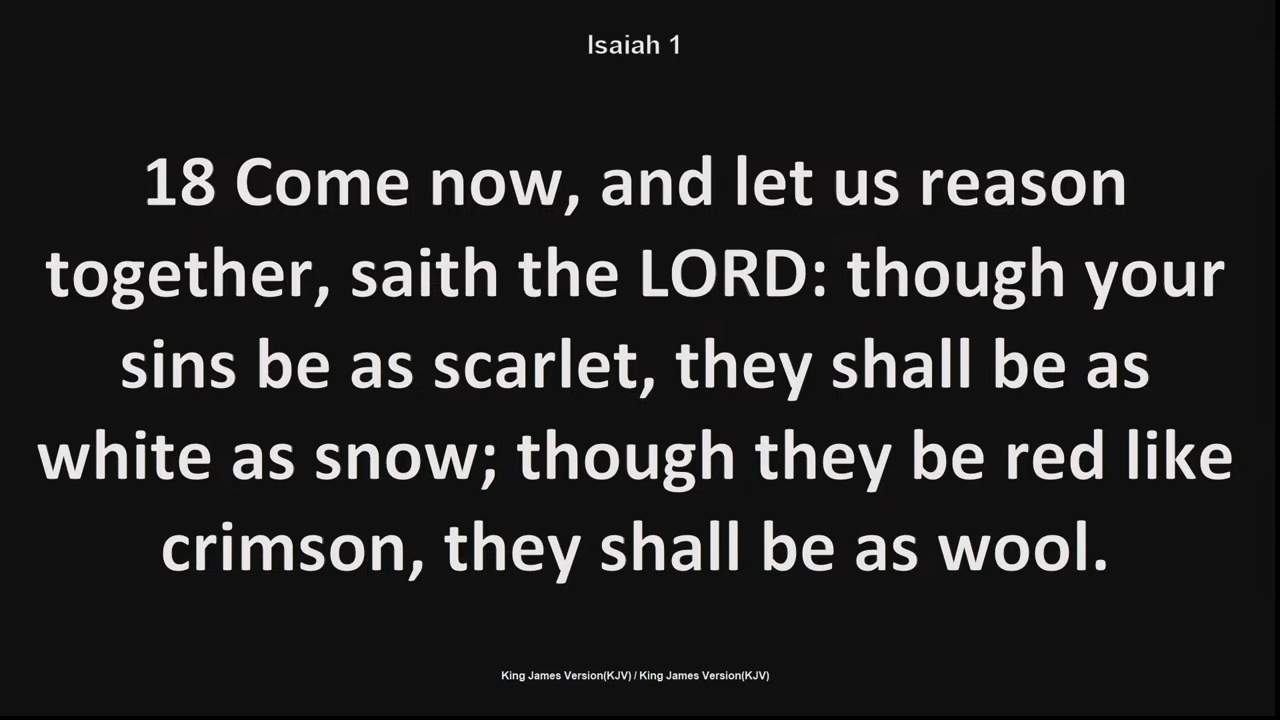 Isaiah 1
18 Come now, and let us reason
together, saith the LORD: though your
sins be as scarlet, they shall be as
white as snow; though they be red like
crimson, they shall be as wool.
King James Version(KJV) / King James Version(KJV)